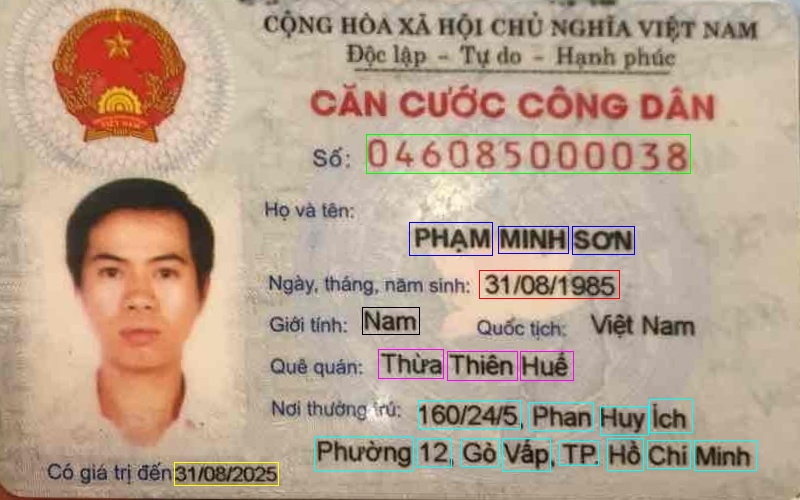 CỘNG HÒA XÃ HỘI CHỦ NGHĨA VIỆT NAM
Độc lập - Tự do - Hạnh phúc
CĂN CƯỚC CÔNG DÂN
Số: 046085000038
Họ và tên:
PHẠM MINH SƠN
Ngày, tháng, năm sinh: 31/08/1985
Giới tính: Nam Quốc tịch: Việt Nam
Quê quán: Thừa Thiên Huế
Nơi thường trú: 160/24/5, Phan Huy Ích
Phường 12, Gò Vấp, TP. Hồ Chí Minh
Có giá trị đến 31/08/2025
VIỆT NAM